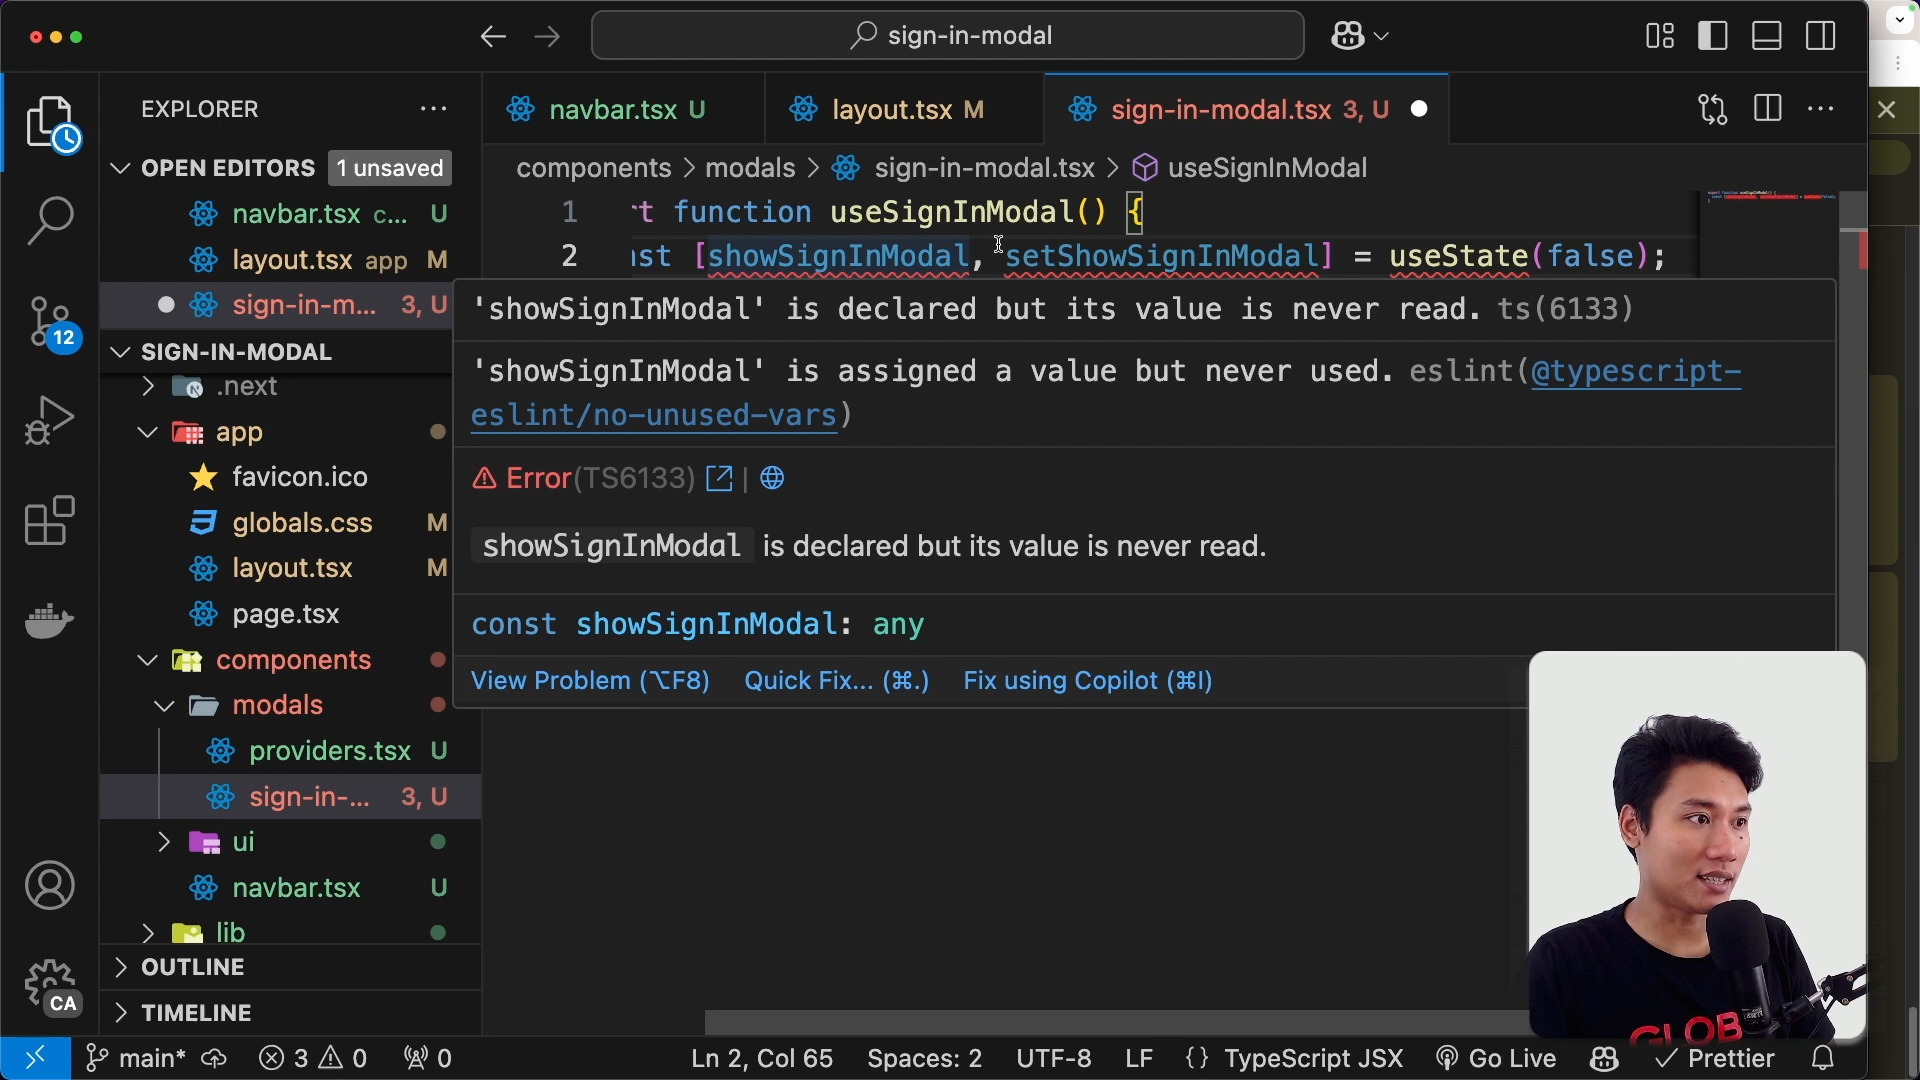 sign-in-modal
EXPLORER
OPEN EDITORS 1 unsaved
navbar.tsx c... U
layout.tsx app M
sign-in-m... 3, U
SIGN-IN-MODAL
.next
app
favicon.ico
globals.css M
layout.tsx M
page.tsx
components
modals
providers.tsx U
sign-in-... 3, U
ui
navbar.tsx U
lib
OUTLINE
TIMELINE
12
CA
navbar.tsx U
layout.tsx M
sign-in-modal.tsx 3, U
components > modals > sign-in-modal.tsx > useSignInModal
1 rt function useSignInModal() {
2 nst [showSignInModal, setShowSignInModal] = useState(false);
'showSignInModal' is declared but its value is never read. ts(6133)
'showSignInModal' is assigned a value but never used. eslint(@typescript-
eslint/no-unused-vars)
Error(TS6133) |
showSignInModal is declared but its value is never read.
const showSignInModal: any
View Problem (⌥F8) Quick Fix... (⌘.) Fix using Copilot (⌘I)
GLOB
main* 3 0 0 Ln 2, Col 65 Spaces: 2 UTF-8 LF {} TypeScript JSX Go Live Prettier